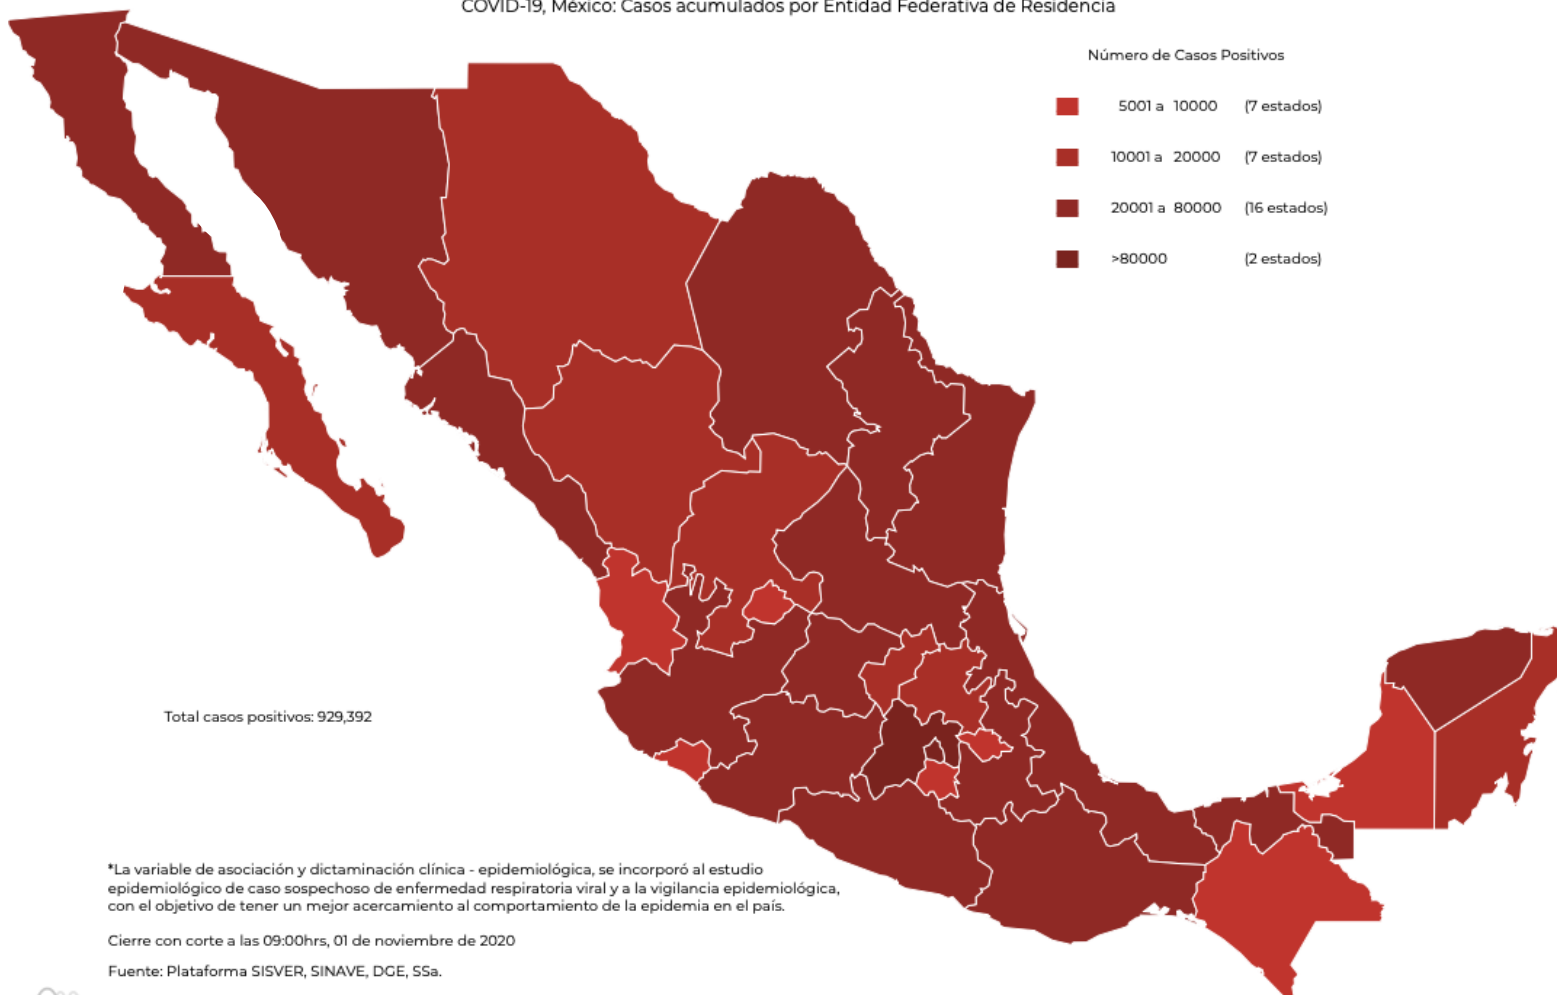 COVID-19, México: Casos acumulados por Entidad Federativa de Residencia
Número de Casos Positivos
5001 a 10000 (7 estados)
10001 a 20000 (7 estados)
20001 a 80000 (16 estados)
>80000 (2 estados)
Total casos positivos: 929,392
*La variable de asociación y dictaminación clínica - epidemiológica, se incorporó al estudio
epidemiológico de caso sospechoso de enfermedad respiratoria viral y a la vigilancia epidemiológica,
con el objetivo de tener un mejor acercamiento al comportamiento de la epidemia en el país.
Cierre con corte a las 09:00hrs, 01 de noviembre de 2020
Fuente: Plataforma SISVER, SINAVE, DGE, SSa.